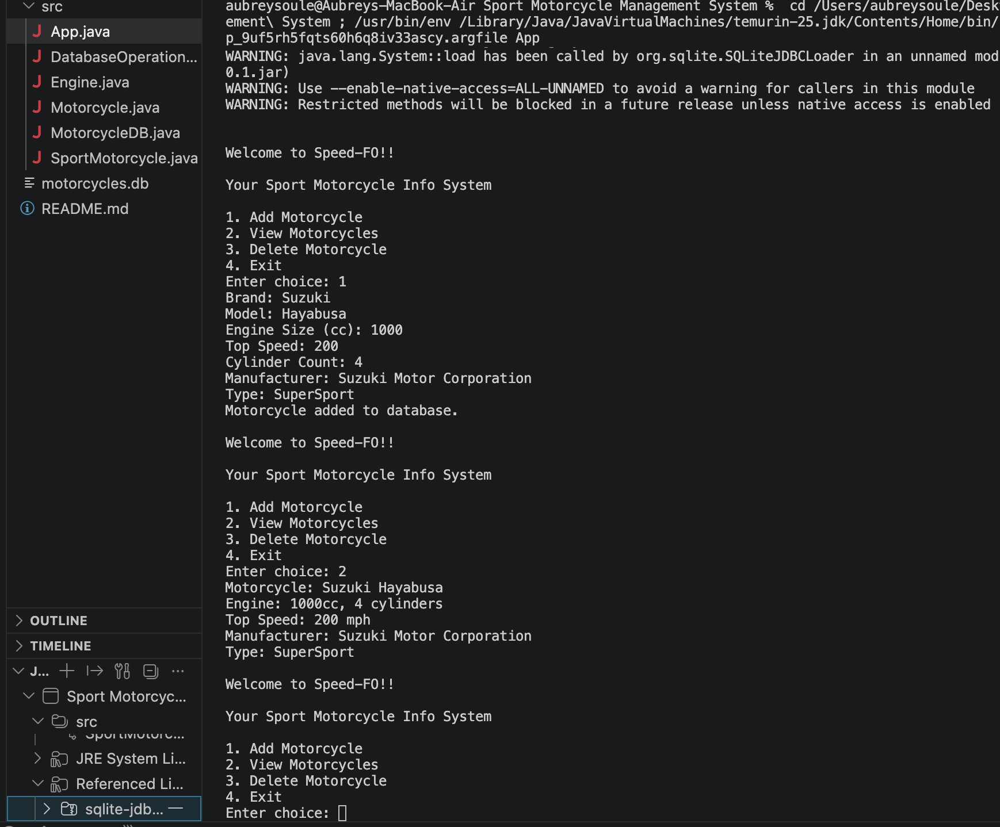 src
App.java
DatabaseOperation...
Engine.java
Motorcycle.java
MotorcycleDB.java
SportMotorcycle.java
motorcycles.db
README.md
OUTLINE
TIMELINE
J...
Sport Motorcyc...
src
SportMotorc...
JRE System Li...
Referenced Li...
sqlite-jdb...
aubreysoule@Aubreys-MacBook-Air Sport Motorcycle Management System %  cd /Users/aubreysoule/Desk
ement\ System ; /usr/bin/env /Library/Java/JavaVirtualMachines/temurin-25.jdk/Contents/Home/bin/
p_9uf5rh5fqts60h6q8iv33ascy.argfile App
WARNING: java.lang.System::load has been called by org.sqlite.SQLiteJDBCLoader in an unnamed mod
0.1.jar)
WARNING: Use --enable-native-access=ALL-UNNAMED to avoid a warning for callers in this module
WARNING: Restricted methods will be blocked in a future release unless native access is enabled
Welcome to Speed-FO!!
Your Sport Motorcycle Info System
1. Add Motorcycle
2. View Motorcycles
3. Delete Motorcycle
4. Exit
Enter choice: 1
Brand: Suzuki
Model: Hayabusa
Engine Size (cc): 1000
Top Speed: 200
Cylinder Count: 4
Manufacturer: Suzuki Motor Corporation
Type: SuperSport
Motorcycle added to database.
Welcome to Speed-FO!!
Your Sport Motorcycle Info System
1. Add Motorcycle
2. View Motorcycles
3. Delete Motorcycle
4. Exit
Enter choice: 2
Motorcycle: Suzuki Hayabusa
Engine: 1000cc, 4 cylinders
Top Speed: 200 mph
Manufacturer: Suzuki Motor Corporation
Type: SuperSport
Welcome to Speed-FO!!
Your Sport Motorcycle Info System
1. Add Motorcycle
2. View Motorcycles
3. Delete Motorcycle
4. Exit
Enter choice: